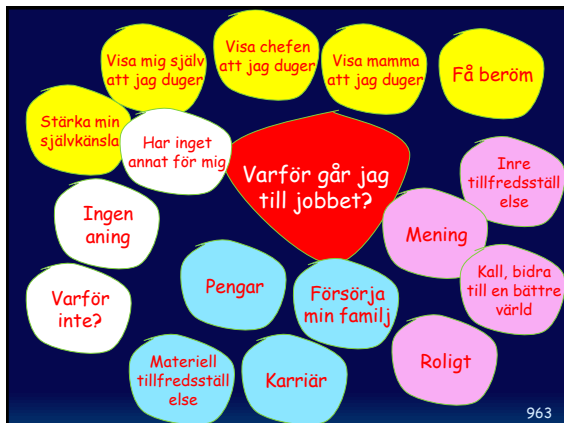 Visa mig själv
att jag duger
Visa chefen
att jag duger
Visa mamma
att jag duger
Få beröm
Stärka min
självkänsla
Har inget
annat för mig
Varför går jag
till jobbet?
Inre
tillfredsställ
else
Ingen
aning
Mening
Kall, bidra
till en bättre
värld
Varför
inte?
Pengar
Försörja
min familj
Roligt
Materiell
tillfredsställ
else
Karriär
963